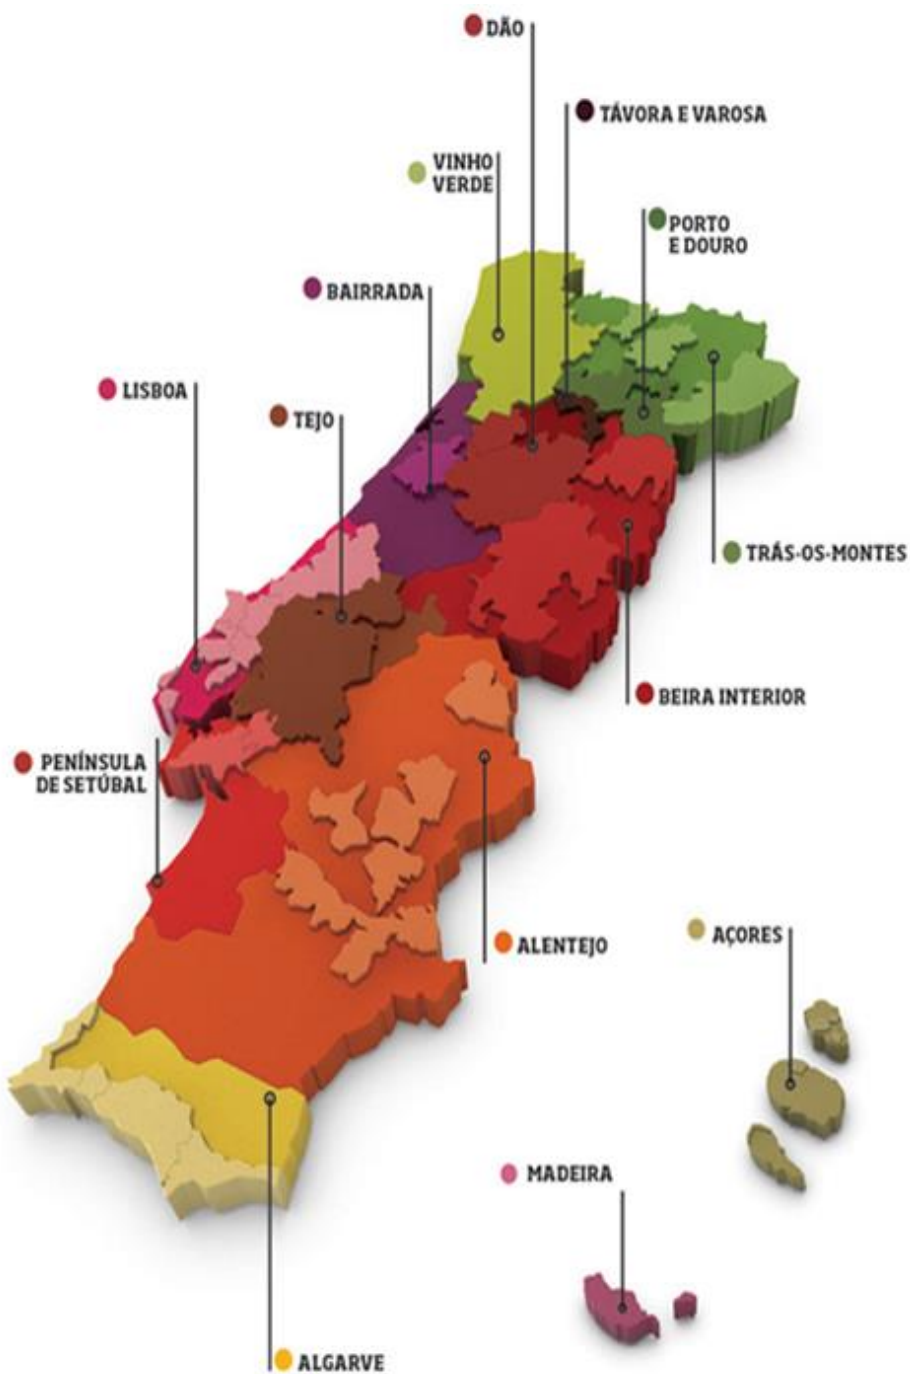 DÃO
TÁVORA E VAROSA
VINHO
VERDE
PORTO
E DOURO
BAIRRADA
LISBOA
TEJO
TRÁS-OS-MONTES
BEIRA INTERIOR
PENÍNSULA
DE SETÚBAL
ALENTEJO
AÇORES
MADEIRA
ALGARVE